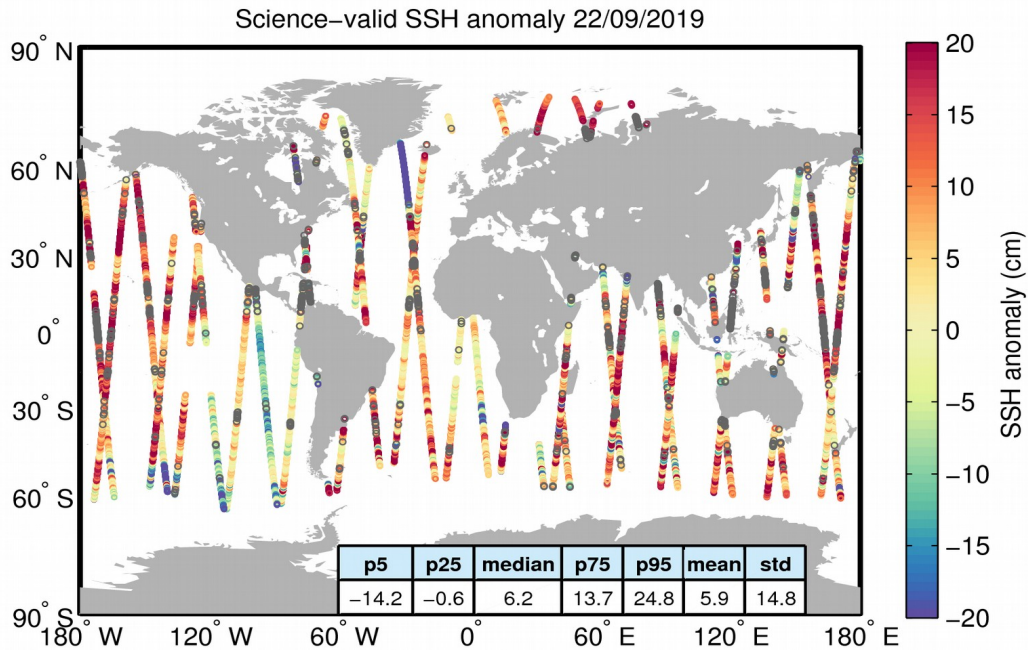 Science−valid SSH anomaly 22/09/2019
90° N
60° N
30° N
0°
30° S
60° S
90° S
180° W
120° W
60° W
0°
60° E
120° E
180° E
p5 p25 median p75 p95 mean std
−14.2 −0.6 6.2 13.7 24.8 5.9 14.8
20
15
10
5
0
−5
−10
−15
−20
SSH anomaly (cm)